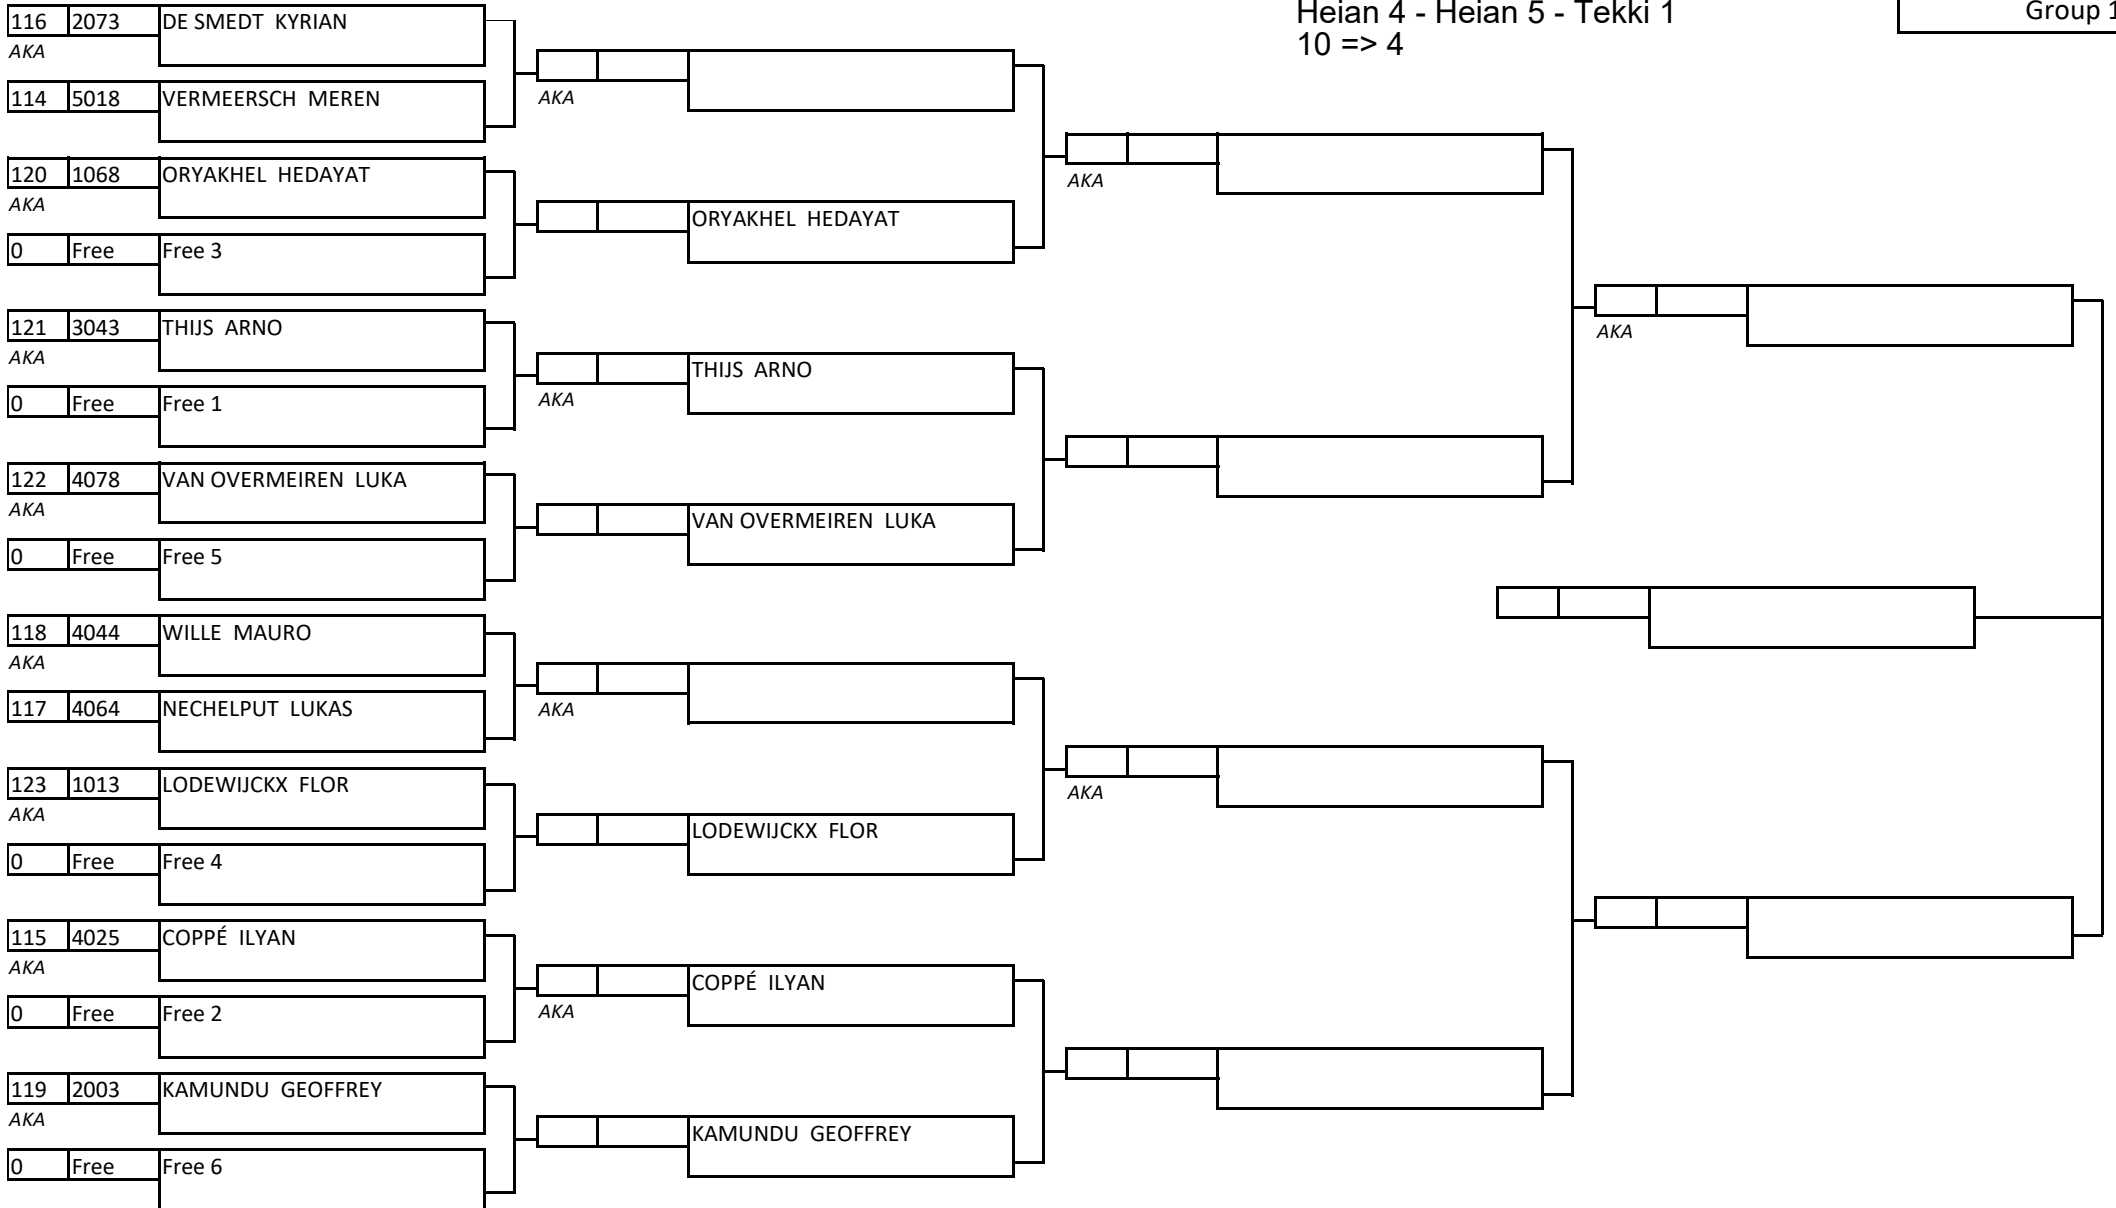 Heian 4 - Heian 5 - Tekki 1
10 => 4
Group 1
116 2073 DE SMEDT KYRIAN
AKA
114 5018 VERMEERSCH MEREN
AKA
120 1068 ORYAKHEL HEDAYAT
AKA
AKA
ORYAKHEL HEDAYAT
0 Free Free 3
121 3043 THIJS ARNO
AKA
AKA
THIJS ARNO
0 Free Free 1
AKA
122 4078 VAN OVERMEIREN LUKA
AKA
VAN OVERMEIREN LUKA
0 Free Free 5
118 4044 WILLE MAURO
AKA
117 4064 NECHELPUT LUKAS
AKA
123 1013 LODEWIJCKX FLOR
AKA
AKA
LODEWIJCKX FLOR
0 Free Free 4
115 4025 COPPÉ ILYAN
AKA
COPPÉ ILYAN
0 Free Free 2
AKA
119 2003 KAMUNDU GEOFFREY
AKA
KAMUNDU GEOFFREY
0 Free Free 6